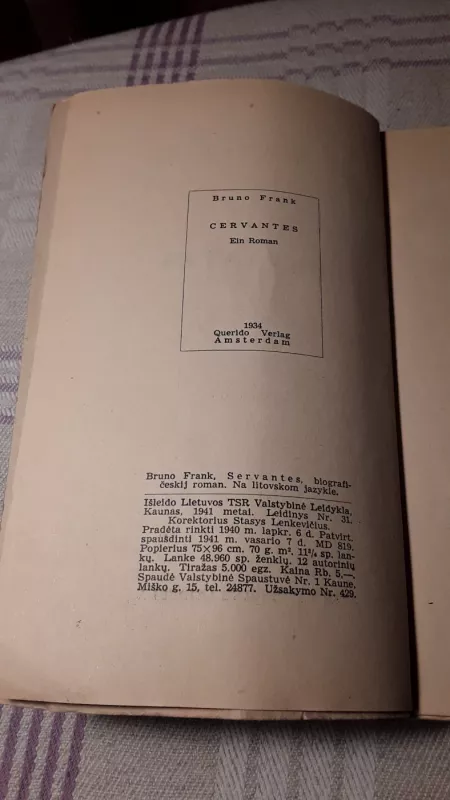 Bruno Frank
CERVANTES
Ein Roman
1934
Querido Verlag
Amsterdam
Bruno Frank, Servantes, biografi-
českij roman. Na litovskom jazykle.
Išleido Lietuvos TSR Valstybinė Leidykla.
Kaunas, 1941 metai. Leidinys Nr. 31.
Korektorius Stasys Lenkevičius.
Pradėta rinkti 1940 m. lapkr. 6 d. Patvirt.
spausdinti 1941 m. vasario 7 d. MD 819.
Popierius 75×96 cm. 70 g. m². 11³/₄ sp. lan-
kų. Lanke 48.960 sp. ženklų. 12 autorinių
lankų. Tiražas 5.000 egz. Kaina Rb. 5,—.
Spaudė Valstybinė Spaustuvė Nr. 1 Kaune,
Miško g. 15, tel. 24877. Užsakymo Nr. 429.